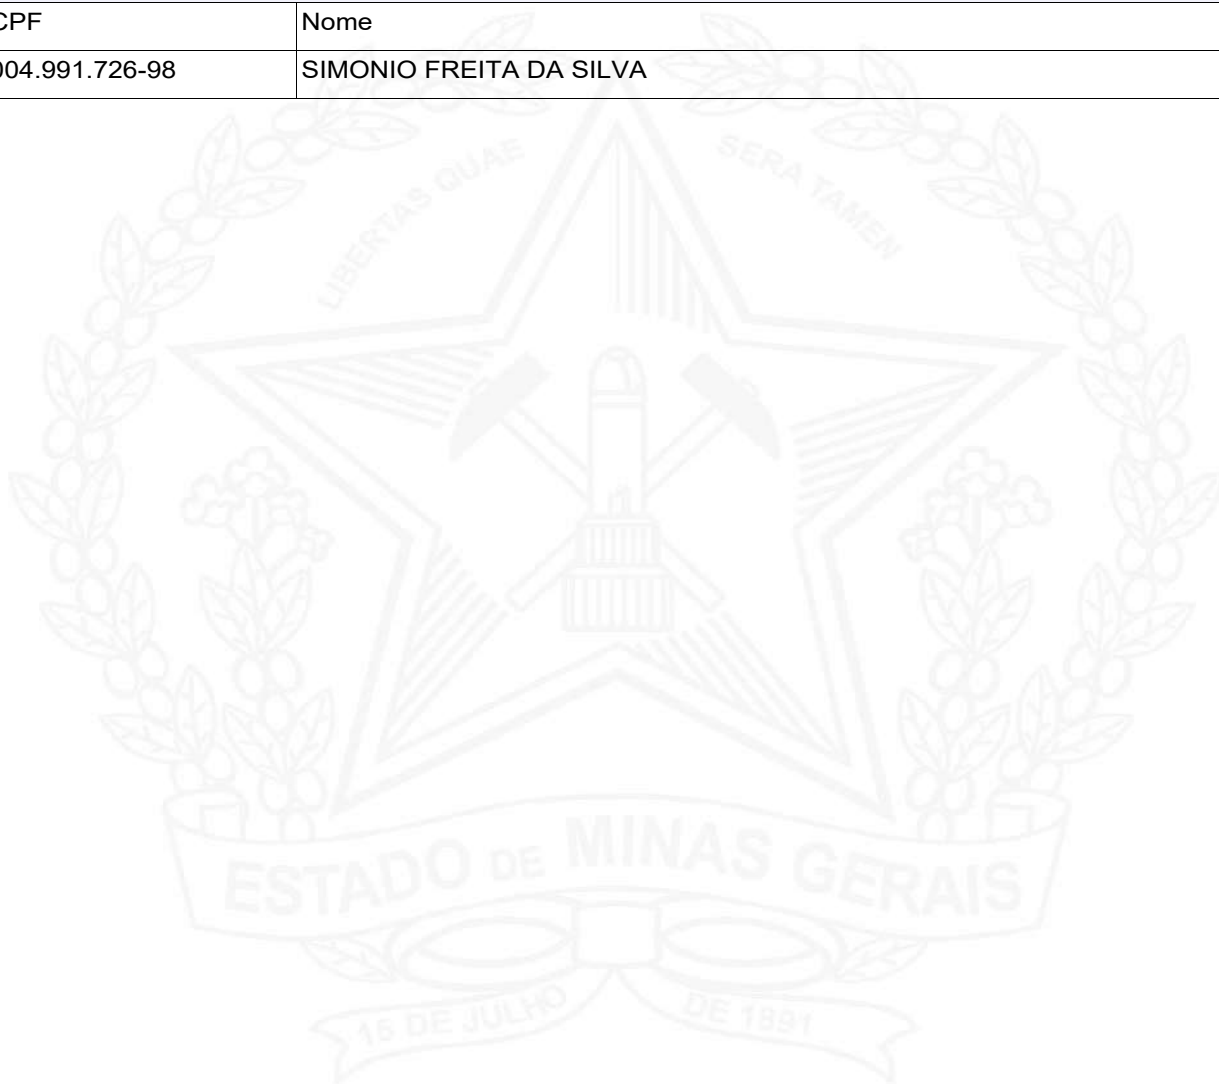 CPF Nome
004.991.726-98 SIMONIO FREITA DA SILVA
LIBERTAS QUAE SERA TAMEN
ESTADO DE MINAS GERAIS
15 DE JULHO DE 1891